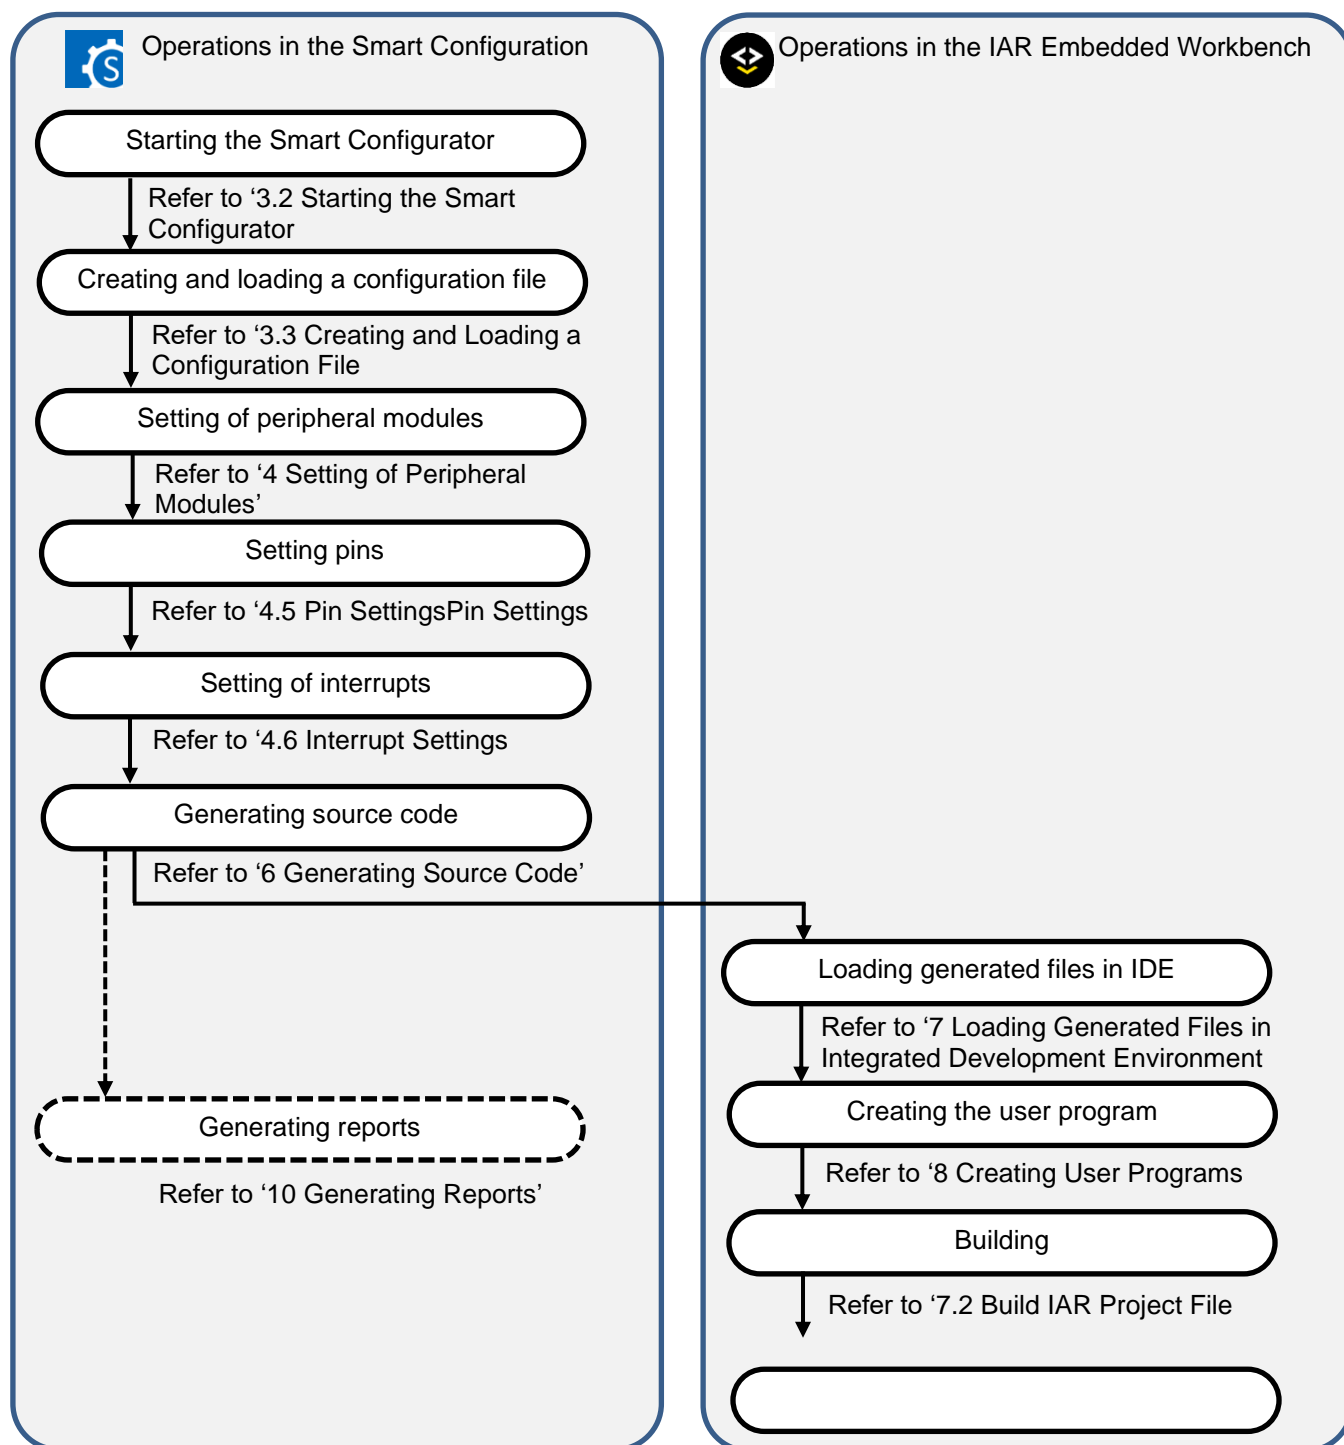 Operations in the Smart Configuration
Starting the Smart Configurator
Refer to ‘3.2 Starting the Smart
Configurator
Creating and loading a configuration file
Refer to ‘3.3 Creating and Loading a
Configuration File
Setting of peripheral modules
Refer to ‘4 Setting of Peripheral
Modules’
Setting pins
Refer to ‘4.5 Pin SettingsPin Settings
Setting of interrupts
Refer to ‘4.6 Interrupt Settings
Generating source code
Refer to ‘6 Generating Source Code’
Generating reports
Refer to ‘10 Generating Reports’
Operations in the IAR Embedded Workbench
Loading generated files in IDE
Refer to ‘7 Loading Generated Files in
Integrated Development Environment
Creating the user program
Refer to ‘8 Creating User Programs
Building
Refer to ‘7.2 Build IAR Project File